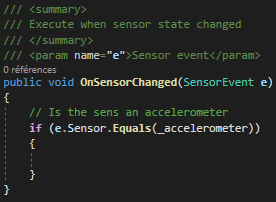 /// <summary>
/// Execute when sensor state changed
/// </summary>
/// <param name="e">Sensor event</param>
0 références
public void OnSensorChanged(SensorEvent e)
{
// Is the sens an accelerometer
if (e.Sensor.Equals(_accelerometer))
{
}
}